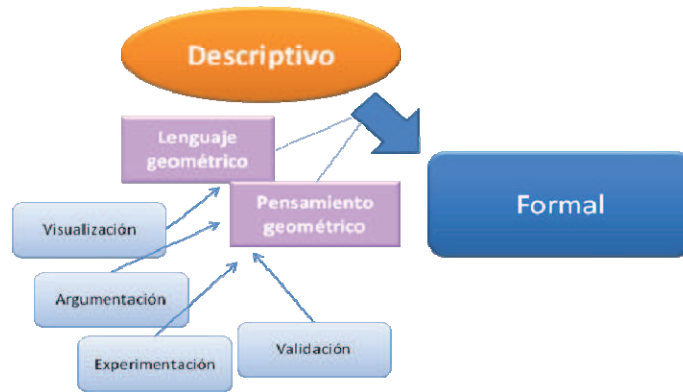 Descriptivo
Lenguaje
geométrico
Pensamiento
geométrico
Formal
Visualización
Argumentación
Experimentación
Validación